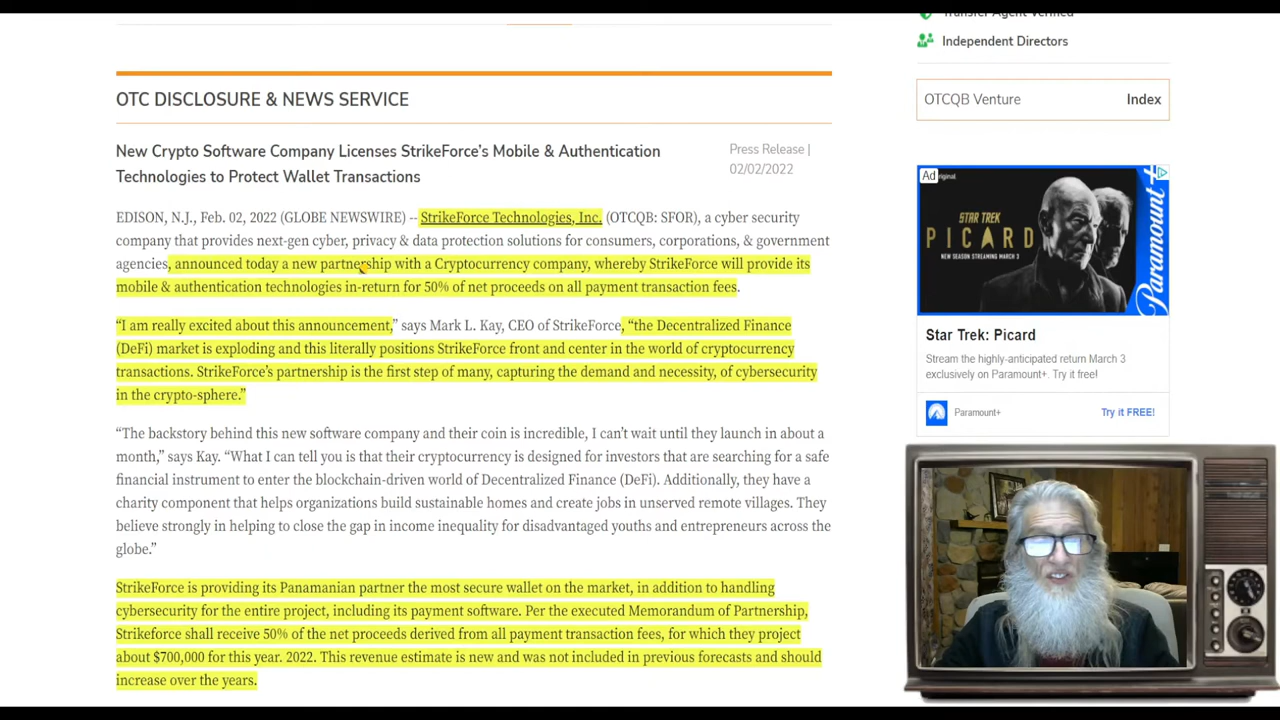 Transfer Agent Verified
Independent Directors
OTC DISCLOSURE & NEWS SERVICE
OTCQB Venture
Index
New Crypto Software Company Licenses StrikeForce’s Mobile & Authentication
Technologies to Protect Wallet Transactions
Press Release |
02/02/2022
EDISON, N.J., Feb. 02, 2022 (GLOBE NEWSWIRE) -- StrikeForce Technologies, Inc. (OTCQB: SFOR), a cyber security
company that provides next-gen cyber, privacy & data protection solutions for consumers, corporations, & government
agencies, announced today a new partnership with a Cryptocurrency company, whereby StrikeForce will provide its
mobile & authentication technologies in-return for 50% of net proceeds on all payment transaction fees.
“I am really excited about this announcement,” says Mark L. Kay, CEO of StrikeForce, “the Decentralized Finance
(DeFi) market is exploding and this literally positions StrikeForce front and center in the world of cryptocurrency
transactions. StrikeForce’s partnership is the first step of many, capturing the demand and necessity, of cybersecurity
in the crypto-sphere.”
“The backstory behind this new software company and their coin is incredible, I can’t wait until they launch in about a
month,” says Kay. “What I can tell you is that their cryptocurrency is designed for investors that are searching for a safe
financial instrument to enter the blockchain-driven world of Decentralized Finance (DeFi). Additionally, they have a
charity component that helps organizations build sustainable homes and create jobs in unserved remote villages. They
believe strongly in helping to close the gap in income inequality for disadvantaged youths and entrepreneurs across the
globe.”
StrikeForce is providing its Panamanian partner the most secure wallet on the market, in addition to handling
cybersecurity for the entire project, including its payment software. Per the executed Memorandum of Partnership,
Strikeforce shall receive 50% of the net proceeds derived from all payment transaction fees, for which they project
about $700,000 for this year. 2022. This revenue estimate is new and was not included in previous forecasts and should
increase over the years.
Ad
original
STAR TREK
PICARD
NEW SEASON STREAMING MARCH 3
Paramount+
Star Trek: Picard
Stream the highly-anticipated return March 3
exclusively on Paramount+. Try it free!
Paramount+
Try it FREE!